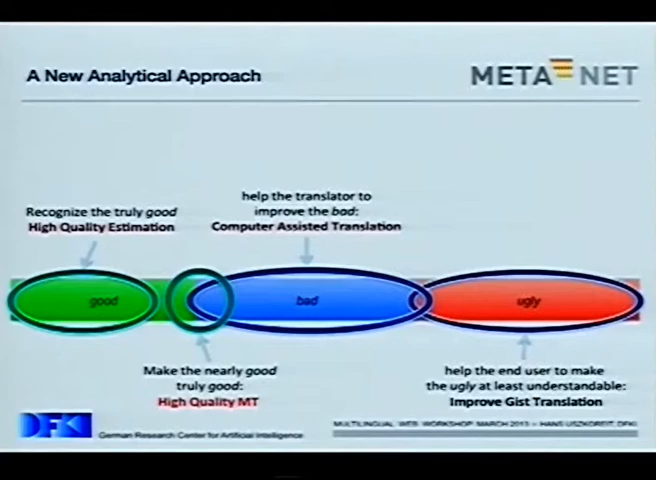 A New Analytical Approach
META NET
help the translator to
improve the bad:
Computer Assisted Translation
Recognize the truly good
High Quality Estimation
good
bad
ugly
Make the nearly good
truly good:
High Quality MT
help the end user to make
the ugly at least understandable:
Improve Gist Translation
DFKI
German Research Center for Artificial Intelligence
MULTILINGUAL WEB WORKSHOP MARCH 2013 – HANS USZKOREIT, DFKI